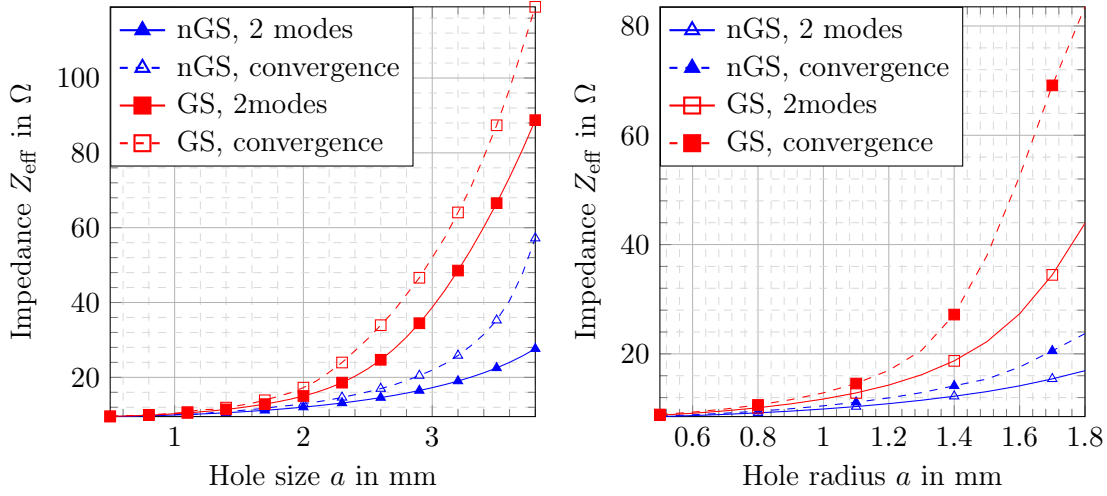 nGS, 2 modes
nGS, convergence
GS, 2modes
GS, convergence
Impedance Z_eff in Ω
20
40
60
80
100
1
2
3
Hole size a in mm
nGS, 2 modes
nGS, convergence
GS, 2modes
GS, convergence
Impedance Z_eff in Ω
20
40
60
80
0.6
0.8
1
1.2
1.4
1.6
1.8
Hole radius a in mm